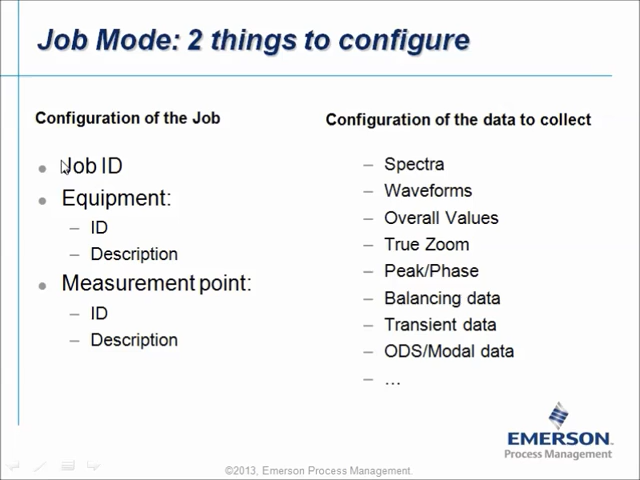 Job Mode: 2 things to configure
Configuration of the Job
Job ID
Equipment:
– ID
– Description
Measurement point:
– ID
– Description
Configuration of the data to collect
– Spectra
– Waveforms
– Overall Values
– True Zoom
– Peak/Phase
– Balancing data
– Transient data
– ODS/Modal data
– ...
EMERSON
Process Management
©2013, Emerson Process Management.